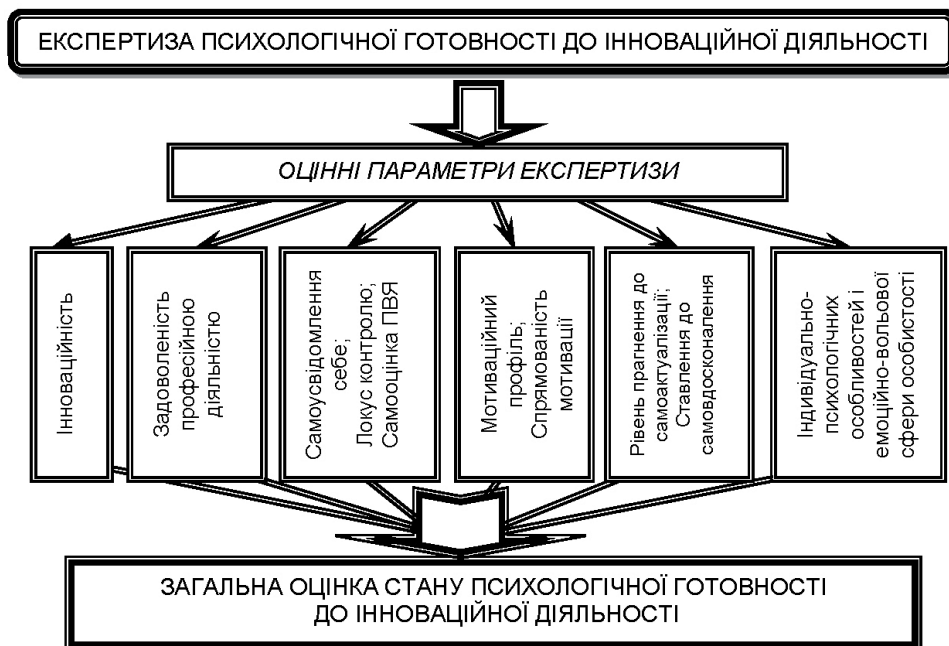 ЕКСПЕРТИЗА ПСИХОЛОГІЧНОЇ ГОТОВНОСТІ ДО ІННОВАЦІЙНОЇ ДІЯЛЬНОСТІ
ОЦІННІ ПАРАМЕТРИ ЕКСПЕРТИЗИ
Інноваційність
Задоволеність
професійною
діяльністю
Самоусвідомлення
себе;
Локус контролю;
Самооцінка ПВЯ
Мотиваційний
профіль;
Спрямованість
мотивації
Рівень прагнення до
самоактуалізації;
Ставлення до
самовдосконалення
Індивідуально-
психологічних
особливостей і
емоційно-вольової
сфери особистості
ЗАГАЛЬНА ОЦІНКА СТАНУ ПСИХОЛОГІЧНОЇ ГОТОВНОСТІ
ДО ІННОВАЦІЙНОЇ ДІЯЛЬНОСТІ